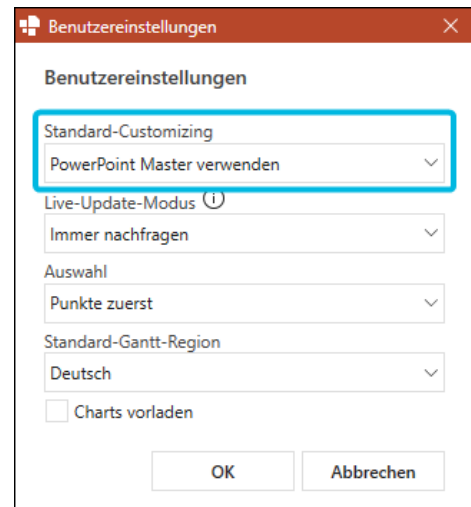 Benutzereinstellungen
Benutzereinstellungen
Standard-Customizing
PowerPoint Master verwenden
Live-Update-Modus
Immer nachfragen
Auswahl
Punkte zuerst
Standard-Gantt-Region
Deutsch
Charts vorladen
OK Abbrechen